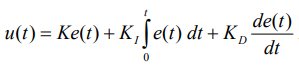 u(t) = Ke(t) + K_I ∫_0^t e(t) dt + K_D de(t)/dt